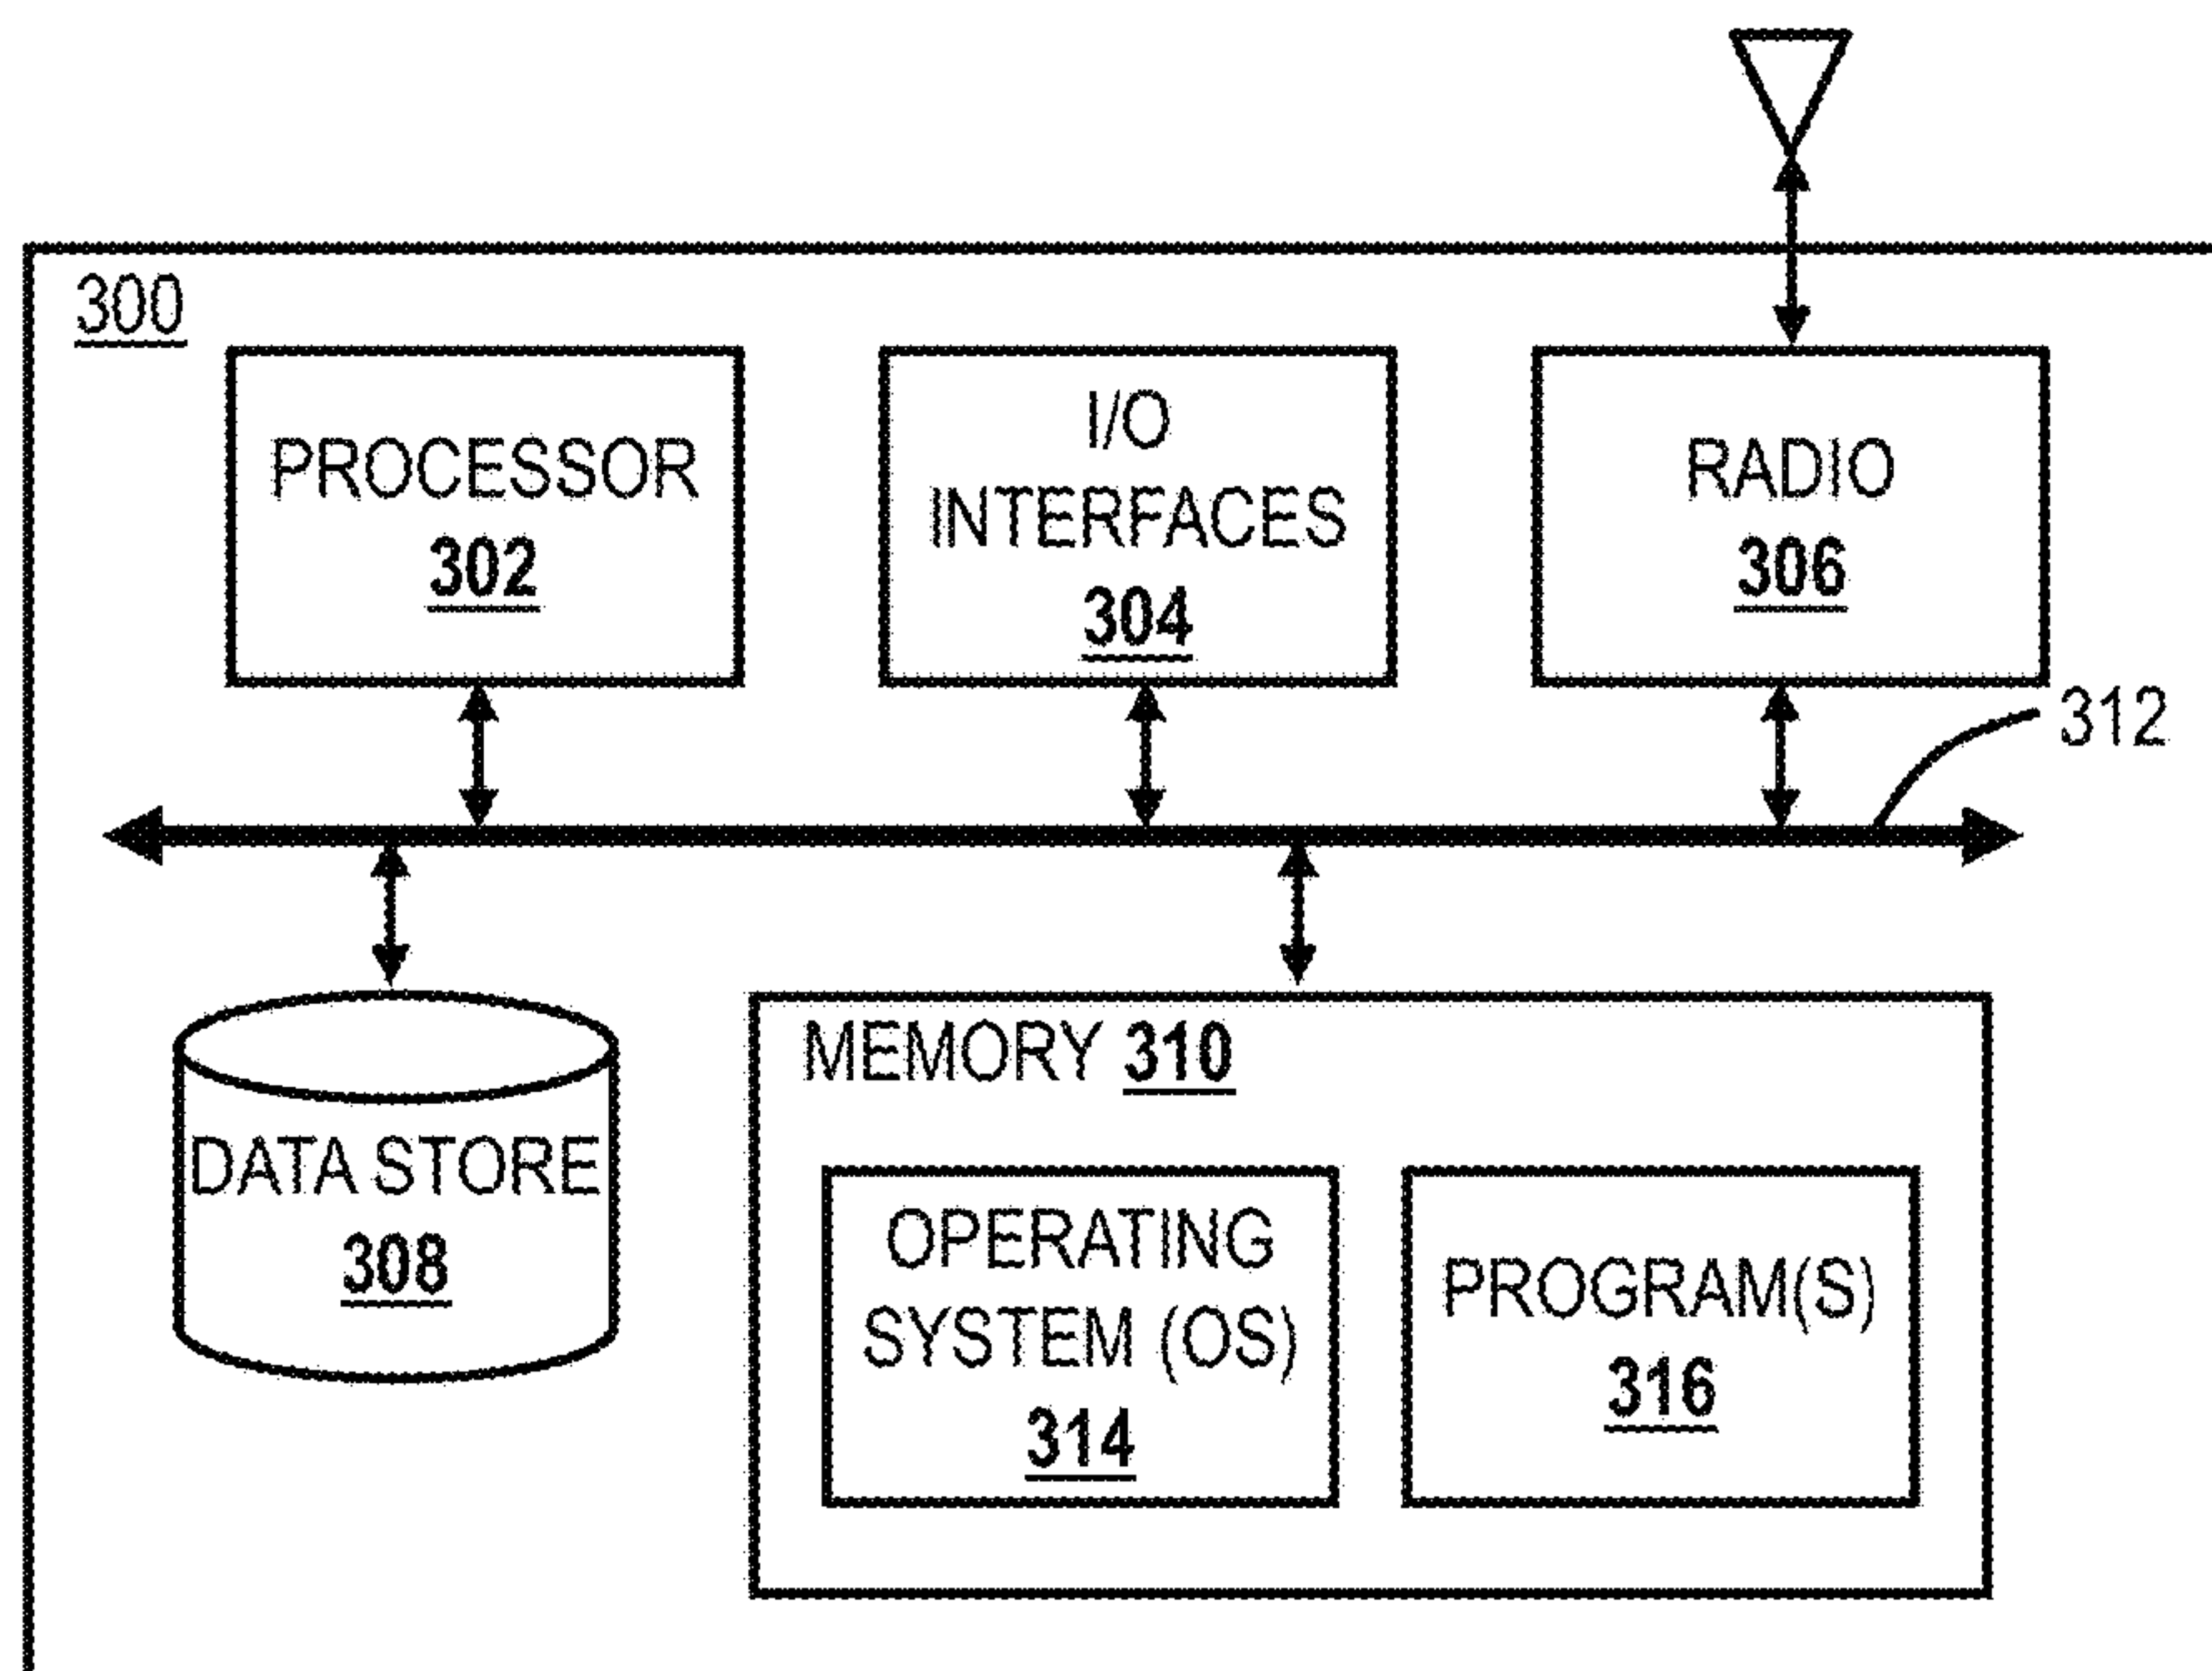 300
PROCESSOR
302
I/O
INTERFACES
304
RADIO
306
312
DATA STORE
308
MEMORY 310
OPERATING
SYSTEM (OS)
314
PROGRAM(S)
316